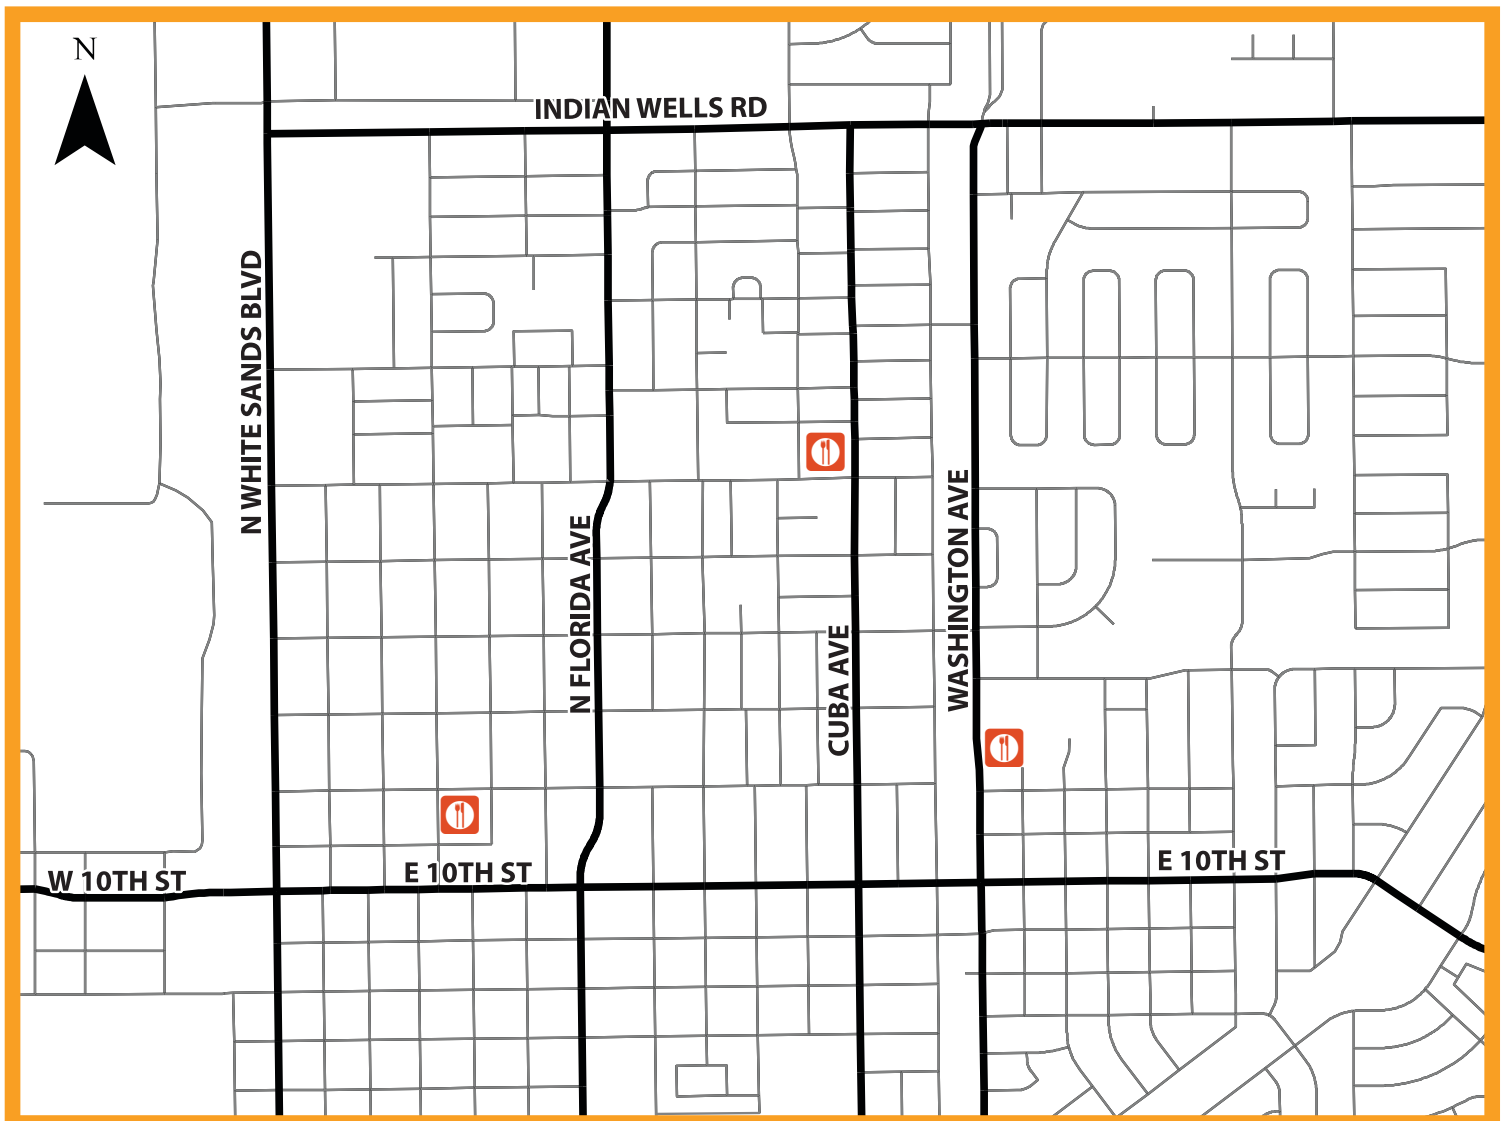 N
INDIAN WELLS RD
N WHITE SANDS BLVD
N FLORIDA AVE
CUBA AVE
WASHINGTON AVE
W 10TH ST
E 10TH ST
E 10TH ST